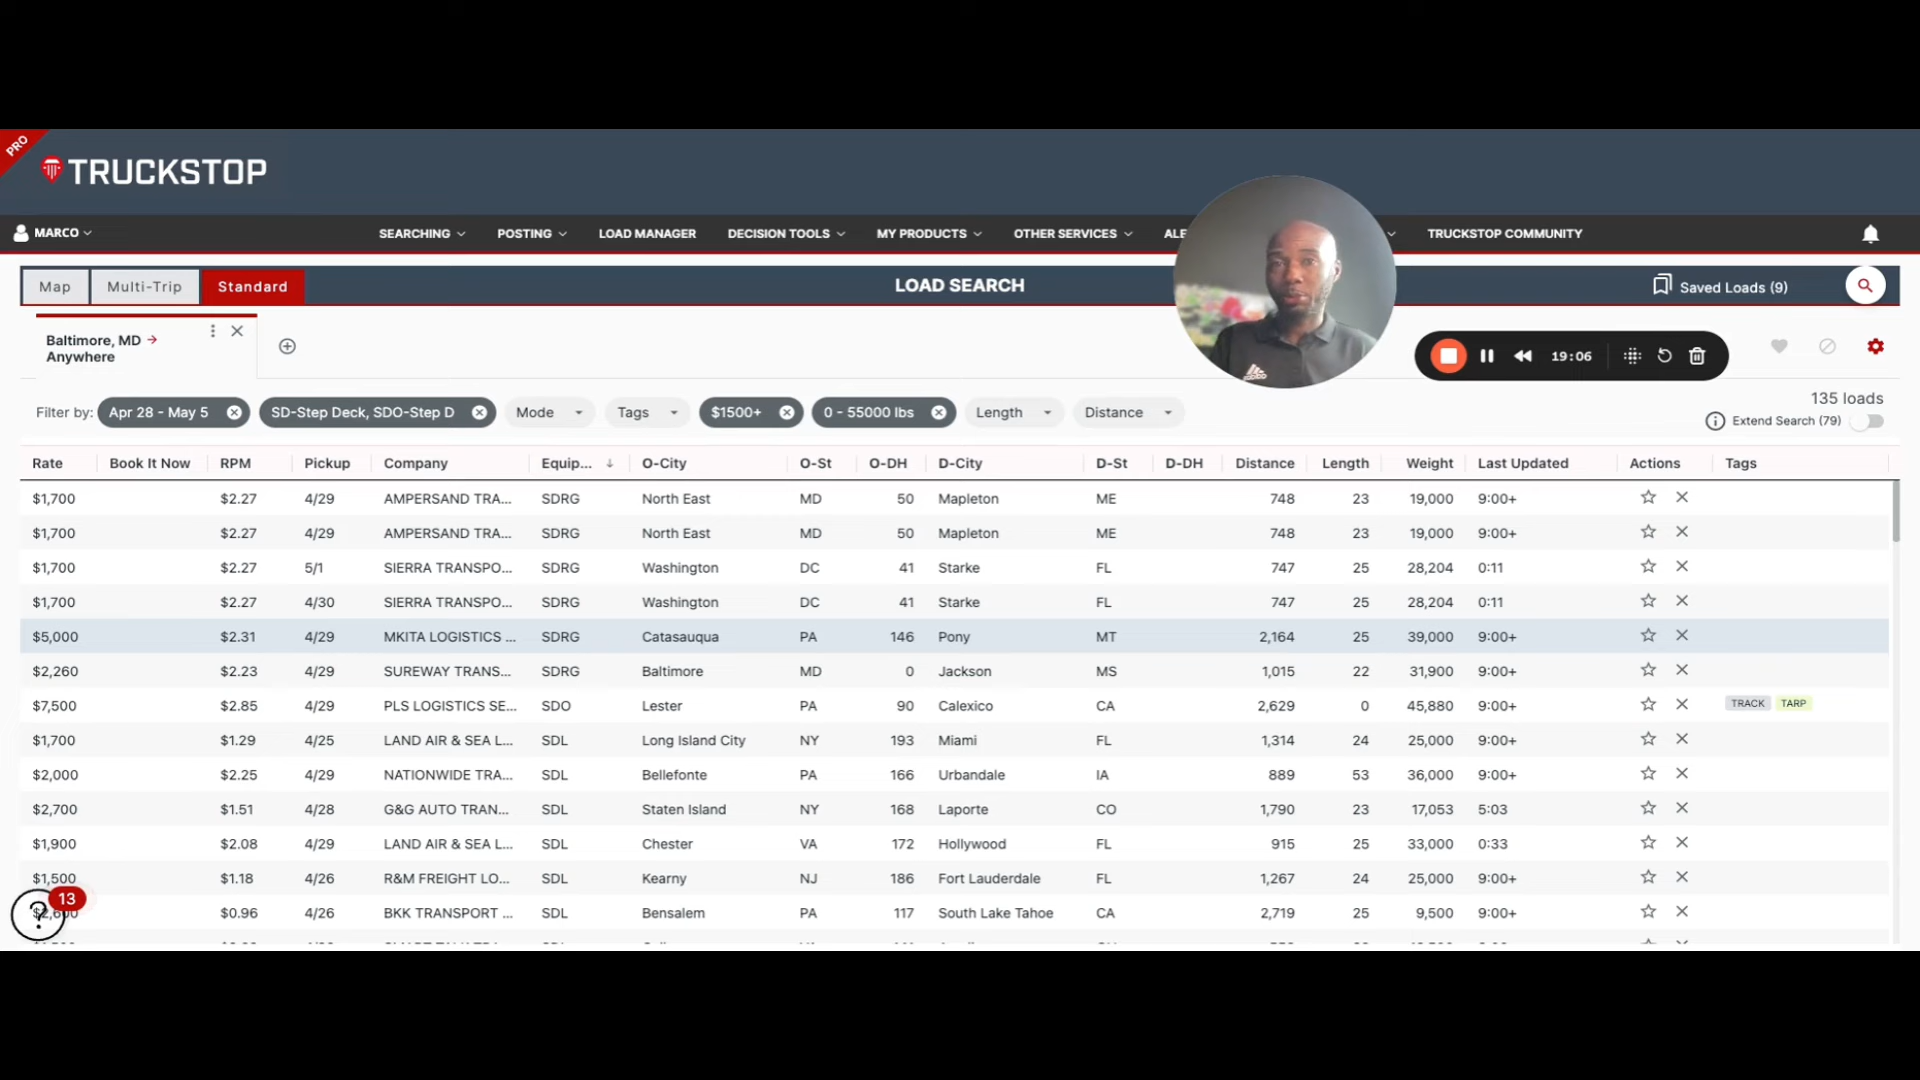 PRO
TRUCKSTOP
MARCO
SEARCHING POSTING LOAD MANAGER DECISION TOOLS MY PRODUCTS OTHER SERVICES ALE TRUCKSTOP COMMUNITY
Map Multi-Trip Standard LOAD SEARCH Saved Loads (9)
Baltimore, MD →
Anywhere
19:06
Filter by: Apr 28 - May 5 SD-Step Deck, SDO-Step D Mode Tags $1500+ 0 - 55000 lbs Length Distance
135 loads
Extend Search (79)
Rate Book It Now RPM Pickup Company Equip... O-City O-St O-DH D-City D-St D-DH Distance Length Weight Last Updated Actions Tags
$1,700 $2.27 4/29 AMPERSAND TRA... SDRG North East MD 50 Mapleton ME 748 23 19,000 9:00+
$1,700 $2.27 4/29 AMPERSAND TRA... SDRG North East MD 50 Mapleton ME 748 23 19,000 9:00+
$1,700 $2.27 5/1 SIERRA TRANSPO... SDRG Washington DC 41 Starke FL 747 25 28,204 0:11
$1,700 $2.27 4/30 SIERRA TRANSPO... SDRG Washington DC 41 Starke FL 747 25 28,204 0:11
$5,000 $2.31 4/29 MKITA LOGISTICS ... SDRG Catasauqua PA 146 Pony MT 2,164 25 39,000 9:00+
$2,260 $2.23 4/29 SUREWAY TRANS... SDRG Baltimore MD 0 Jackson MS 1,015 22 31,900 9:00+
$7,500 $2.85 4/29 PLS LOGISTICS SE... SDO Lester PA 90 Calexico CA 2,629 0 45,880 9:00+ TRACK TARP
$1,700 $1.29 4/25 LAND AIR & SEA L... SDL Long Island City NY 193 Miami FL 1,314 24 25,000 9:00+
$2,000 $2.25 4/29 NATIONWIDE TRA... SDL Bellefonte PA 166 Urbandale IA 889 53 36,000 9:00+
$2,700 $1.51 4/28 G&G AUTO TRAN... SDL Staten Island NY 168 Laporte CO 1,790 23 17,053 5:03
$1,900 $2.08 4/29 LAND AIR & SEA L... SDL Chester VA 172 Hollywood FL 915 25 33,000 0:33
$1,500 $1.18 4/26 R&M FREIGHT LO... SDL Kearny NJ 186 Fort Lauderdale FL 1,267 24 25,000 9:00+
13
$0.96 4/26 BKK TRANSPORT ... SDL Bensalem PA 117 South Lake Tahoe CA 2,719 25 9,500 9:00+